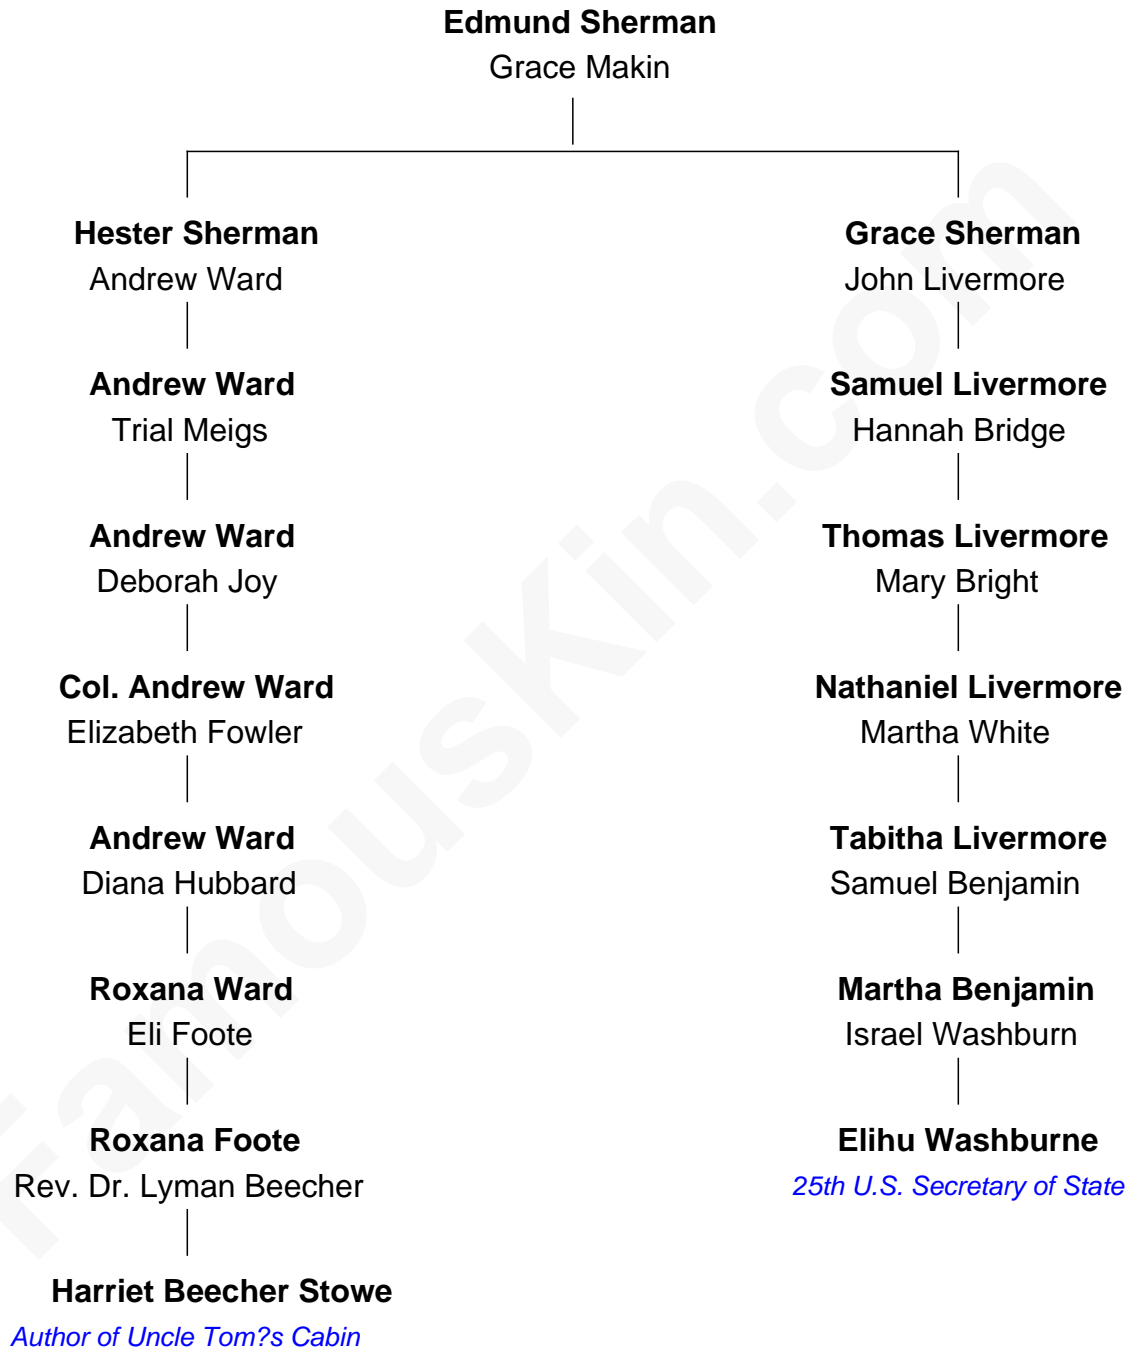 Edmund Sherman
Grace Makin
Hester Sherman
Andrew Ward
Grace Sherman
John Livermore
Andrew Ward
Trial Meigs
Samuel Livermore
Hannah Bridge
Andrew Ward
Deborah Joy
Thomas Livermore
Mary Bright
Col. Andrew Ward
Elizabeth Fowler
Nathaniel Livermore
Martha White
Andrew Ward
Diana Hubbard
Tabitha Livermore
Samuel Benjamin
Roxana Ward
Eli Foote
Martha Benjamin
Israel Washburn
Roxana Foote
Rev. Dr. Lyman Beecher
Elihu Washburne
25th U.S. Secretary of State
Harriet Beecher Stowe
Author of Uncle Tom?s Cabin
FamousKin.com